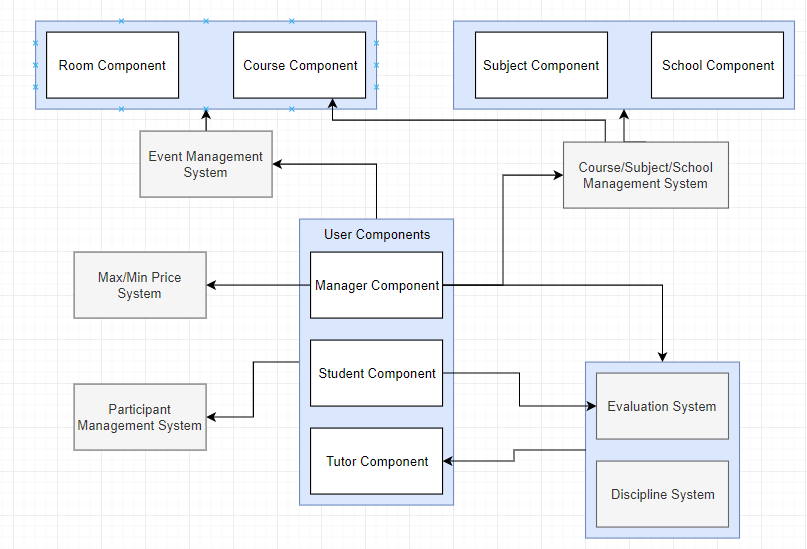 Room Component
Course Component
Subject Component
School Component
Event Management
System
Course/Subject/School
Management System
User Components
Max/Min Price
System
Manager Component
Student Component
Participant
Management System
Evaluation System
Tutor Component
Discipline System